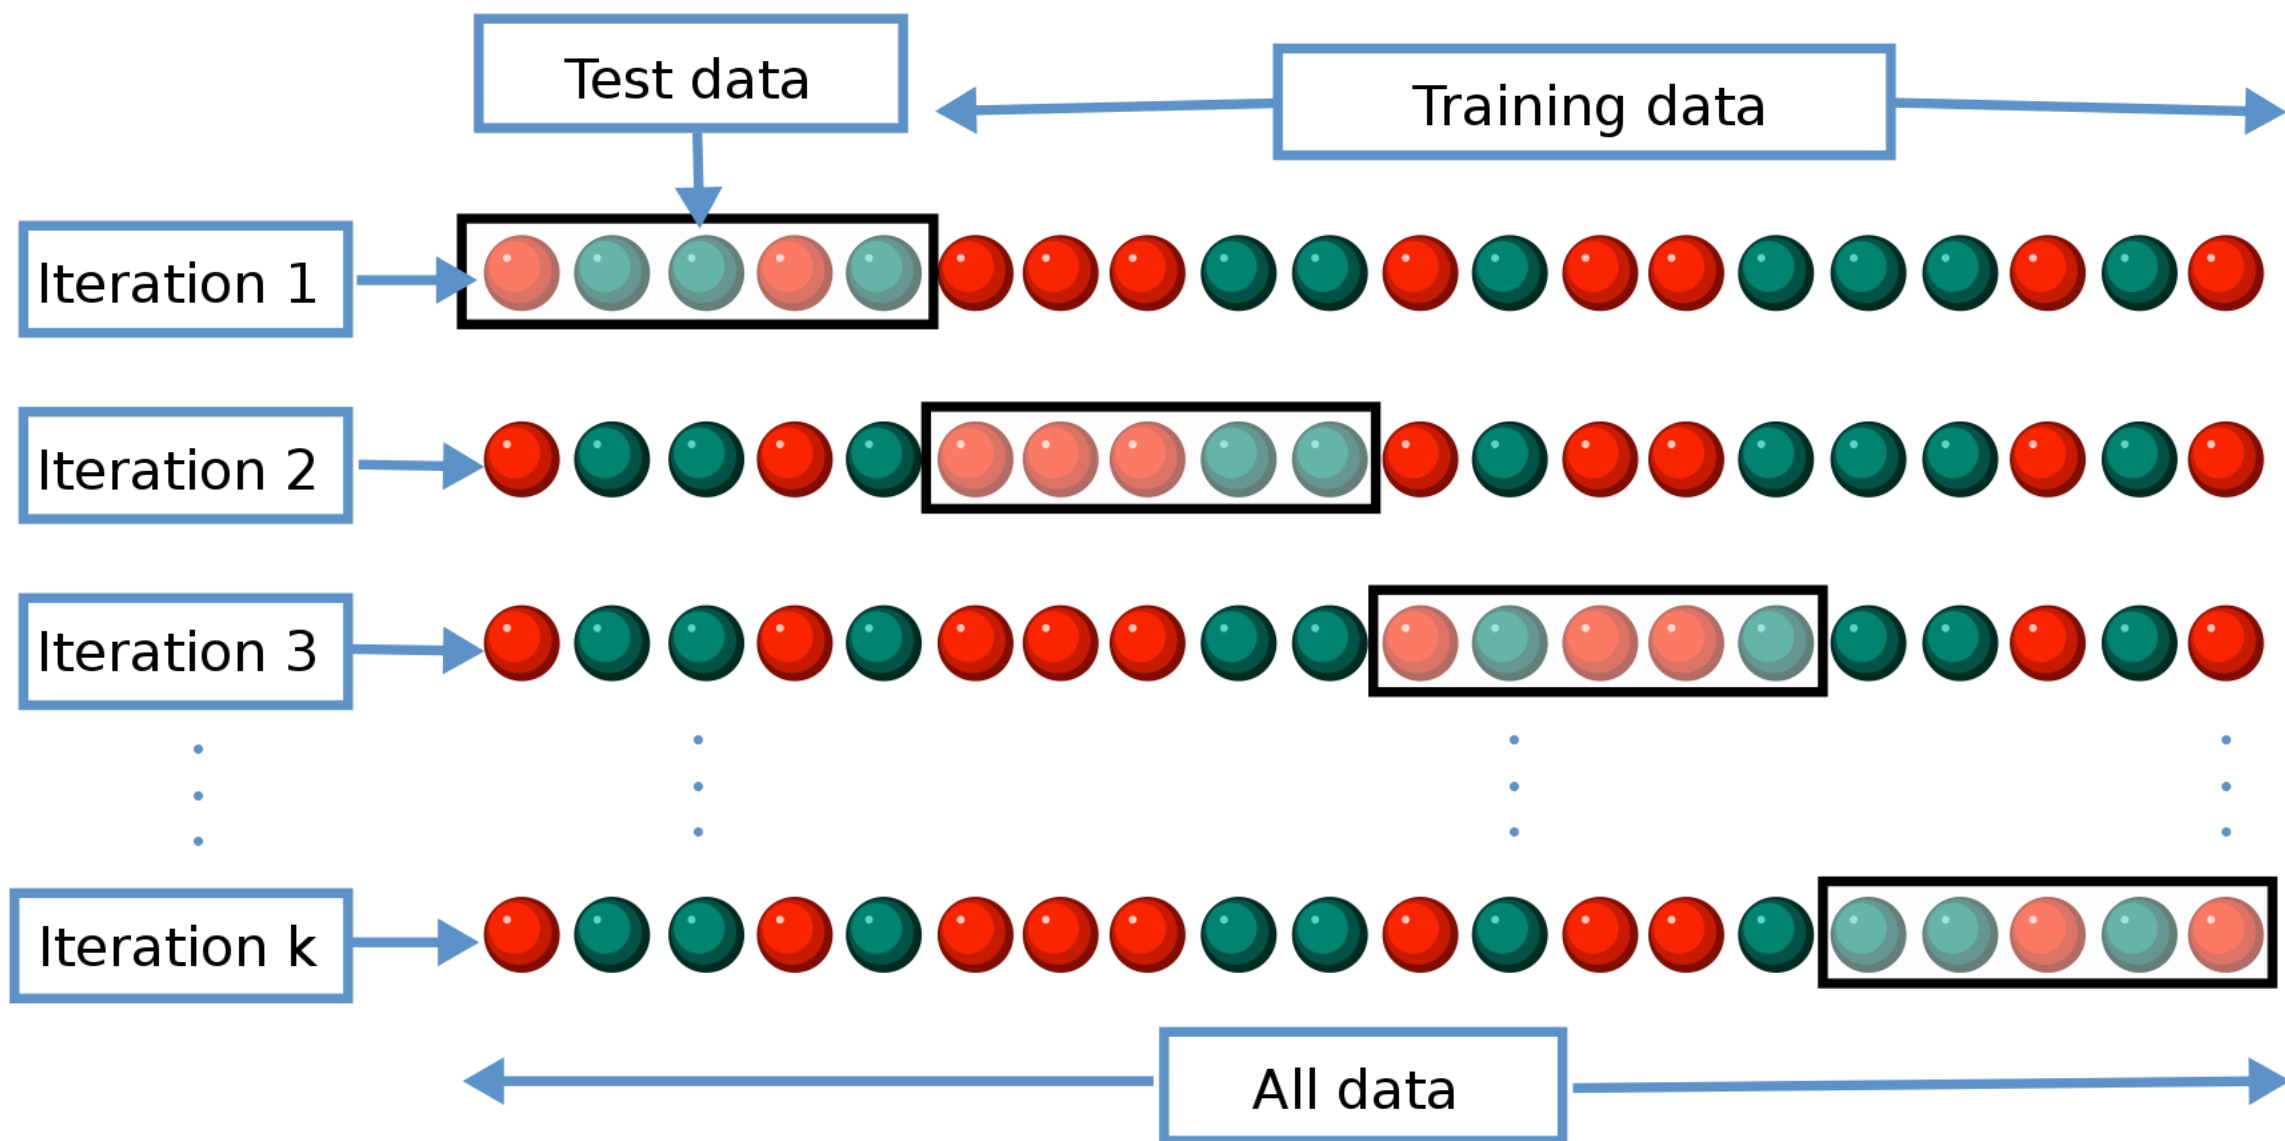 Test data
Training data
Iteration 1
Iteration 2
Iteration 3
Iteration k
All data